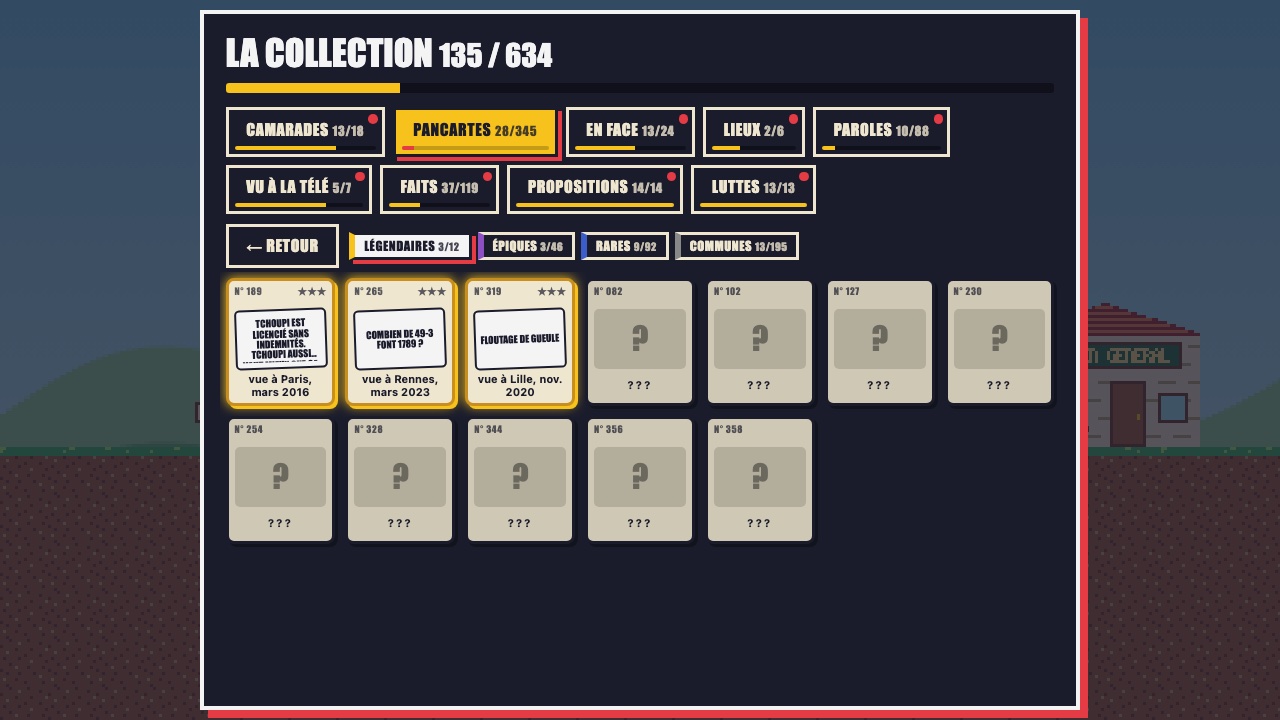 LA COLLECTION 135 / 634
CAMARADES 13/18
PANCARTES 28/345
EN FACE 13/24
LIEUX 2/6
PAROLES 10/88
VU À LA TÉLÉ 5/7
FAITS 37/119
PROPOSITIONS 14/14
LUTTES 13/13
← RETOUR
LÉGENDAIRES 3/12
ÉPIQUES 3/46
RARES 9/92
COMMUNES 13/195
N° 189 ★★★
TCHOUPI EST
LICENCIÉ SANS
INDEMNITÉS.
TCHOUPI AUSSI...
vue à Paris,
mars 2016
N° 265 ★★★
COMBIEN DE 49-3
FONT 1789 ?
vue à Rennes,
mars 2023
N° 319 ★★★
FLOUTAGE DE GUEULE
vue à Lille, nov.
2020
N° 082
?
? ? ?
N° 102
?
? ? ?
N° 127
?
? ? ?
N° 230
?
? ? ?
N° 254
?
? ? ?
N° 328
?
? ? ?
N° 344
?
? ? ?
N° 356
?
? ? ?
N° 358
?
? ? ?
GENERAL